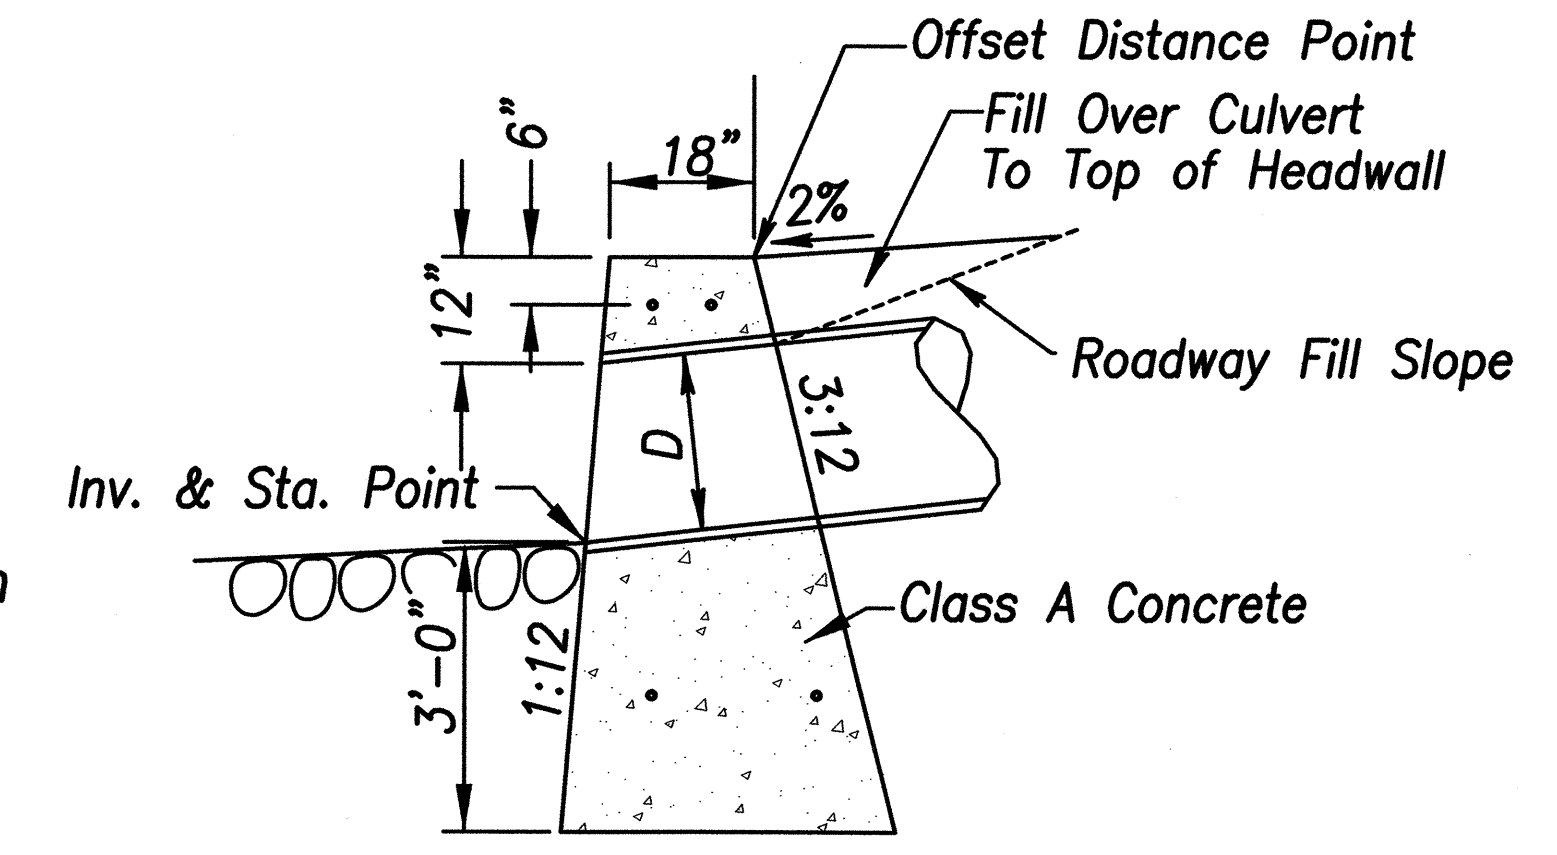 Offset Distance Point
6"
Fill Over Culvert
To Top of Headwall
18"
2%
12"
Roadway Fill Slope
3:12
D
Inv. & Sta. Point
Class A Concrete
3'-0"
1:12